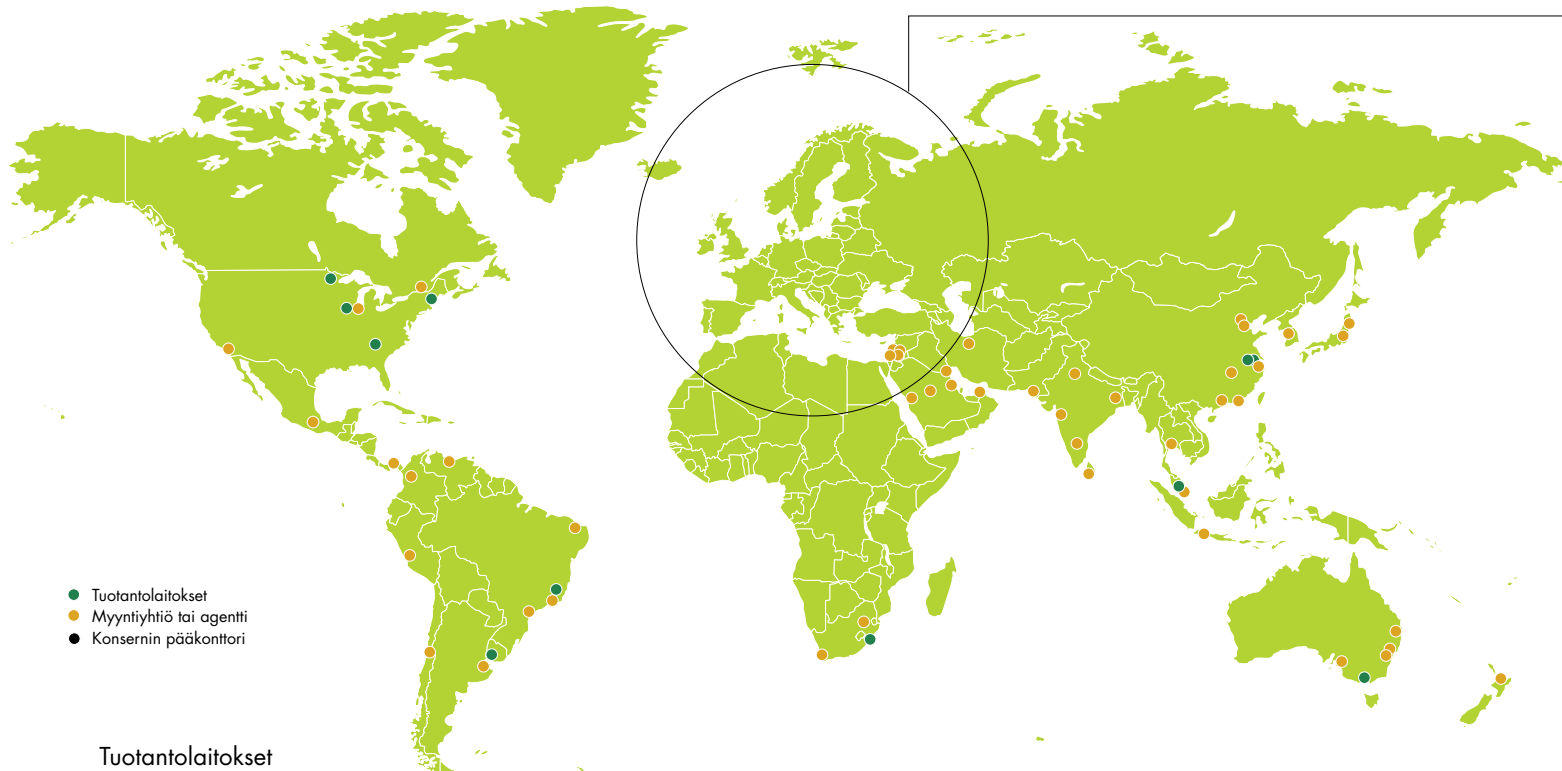 Tuotantolaitokset
Myyntiyhtiö tai agentti
Konsernin pääkonttori
Tuotantolaitokset